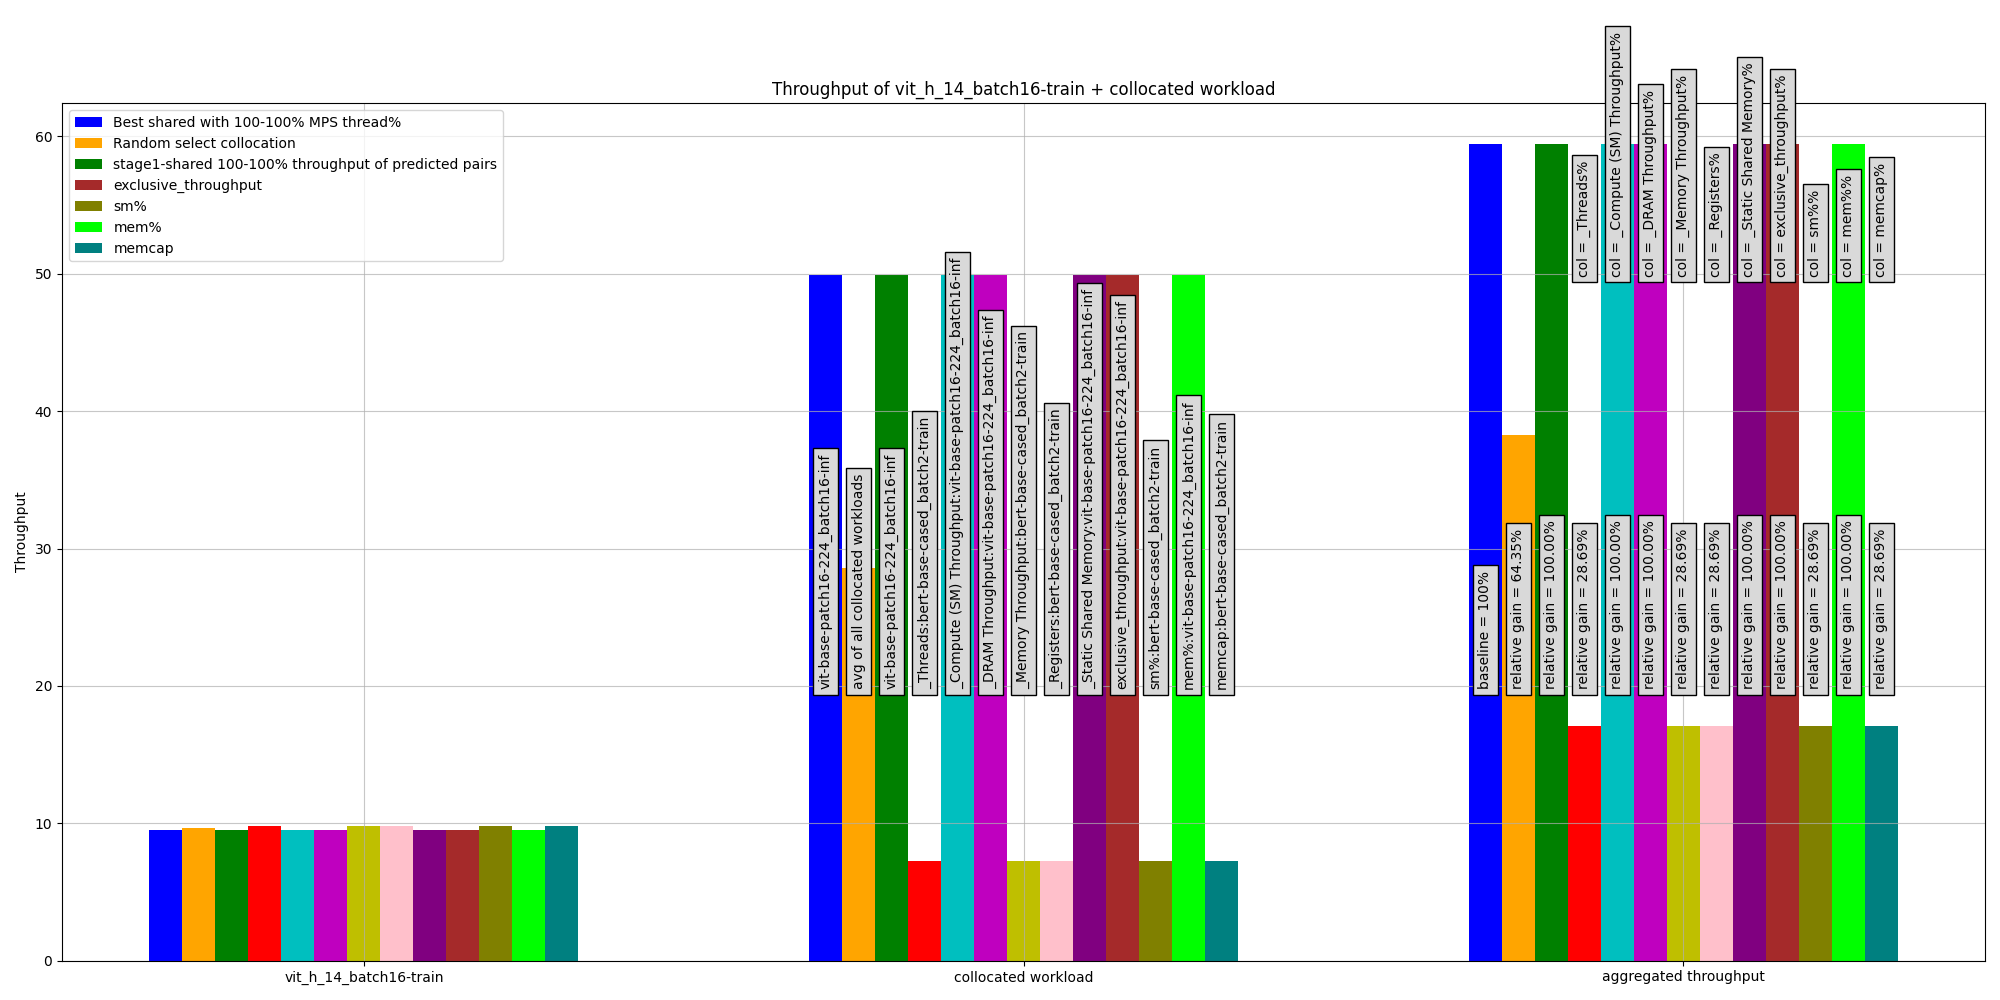 Throughput of vit_h_14_batch16-train + collocated workload
Best shared with 100-100% MPS thread%
Random select collocation
stage1-shared 100-100% throughput of predicted pairs
exclusive_throughput
sm%
mem%
memcap
Throughput
60
50
40
30
20
10
0
vit-base-patch16-224_batch16-inf
avg of all collocated workloads
vit-base-patch16-224_batch16-inf
_Threads:bert-base-cased_batch2-train
_Compute (SM) Throughput:vit-base-patch16-224_batch16-inf
_DRAM Throughput:vit-base-patch16-224_batch16-inf
_Memory Throughput:bert-base-cased_batch2-train
_Registers:bert-base-cased_batch2-train
_Static Shared Memory:vit-base-patch16-224_batch16-inf
exclusive_throughput:vit-base-patch16-224_batch16-inf
sm%:bert-base-cased_batch2-train
mem%:vit-base-patch16-224_batch16-inf
memcap:bert-base-cased_batch2-train
col = _Threads%
col = _Compute (SM) Throughput%
col = _DRAM Throughput%
col = _Memory Throughput%
col = _Registers%
col = _Static Shared Memory%
col = exclusive_throughput%
col = sm%%
col = mem%%
col = memcap%
baseline = 100%
relative gain = 64.35%
relative gain = 100.00%
relative gain = 28.69%
relative gain = 100.00%
relative gain = 100.00%
relative gain = 28.69%
relative gain = 28.69%
relative gain = 100.00%
relative gain = 100.00%
relative gain = 28.69%
relative gain = 100.00%
relative gain = 28.69%
vit_h_14_batch16-train
collocated workload
aggregated throughput